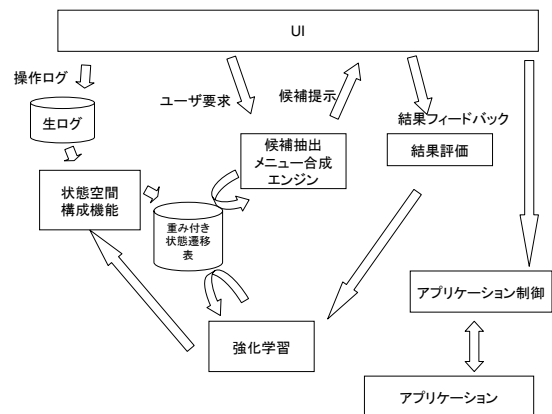 UI
操作ログ
生ログ
ユーザ要求
候補提示
結果フィードバック
結果評価
候補抽出
メニュー合成
エンジン
状態空間
構成機能
重み付き
状態遷移
表
強化学習
アプリケーション制御
アプリケーション